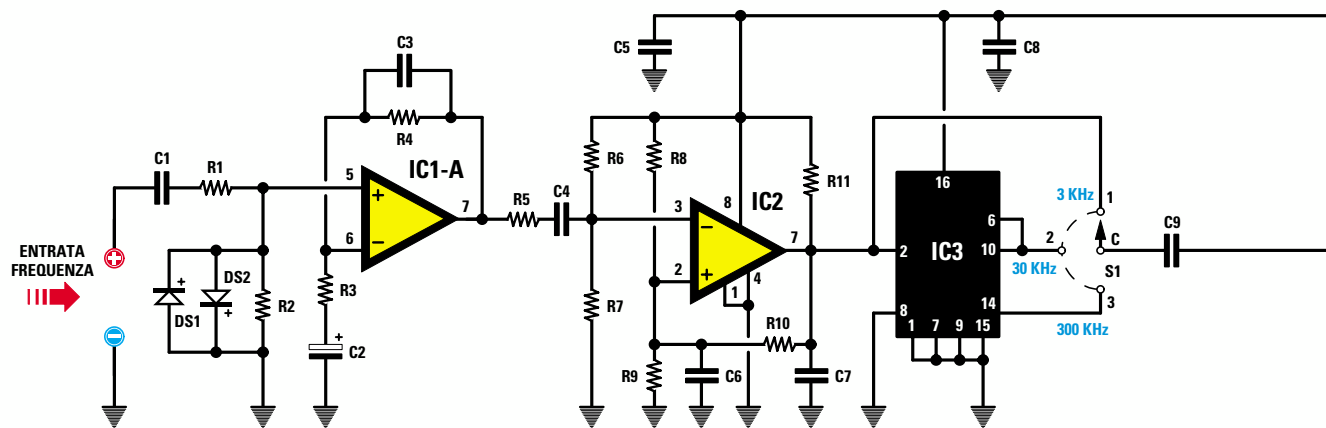 C5
C8
C3
R4
IC1-A
C1
R1
5
+
7
6
−
R5
C4
R6
R8
IC2
8
3
−
7
2
+
4
1
R11
16
IC3
2
6
10
14
8
1
7
9
15
3 KHz
1
2
C
30 KHz
S1
3
300 KHz
C9
ENTRATA
FREQUENZA
+
−
+
DS1
DS2
+
R2
R3
+
C2
R7
R9
C6
R10
C7